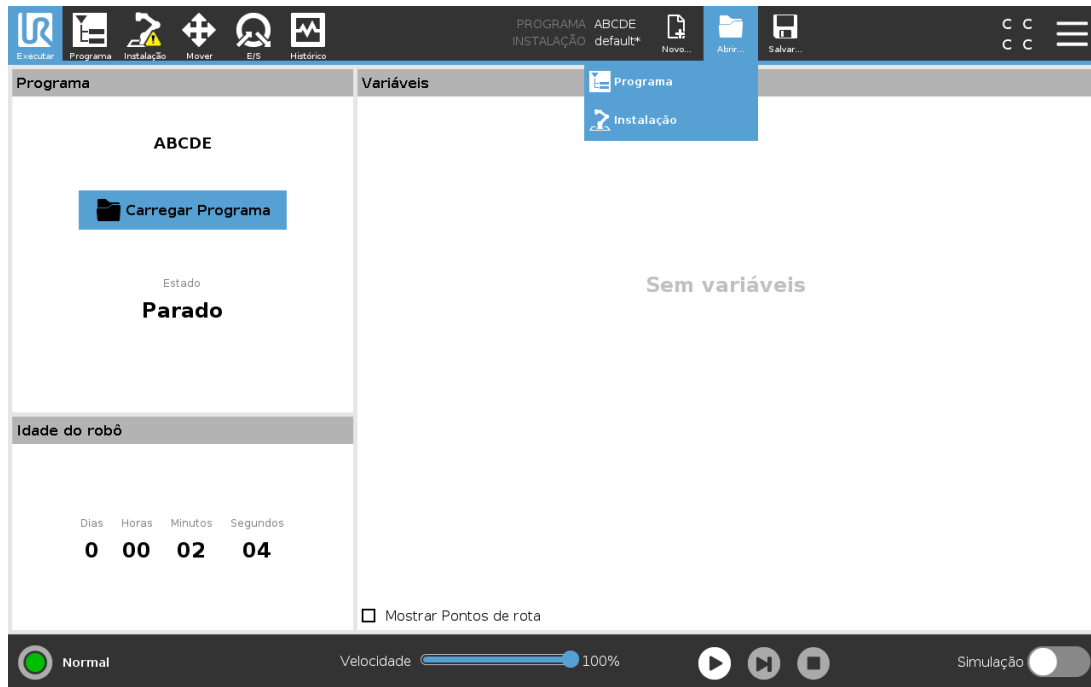 UR
Executar
Programa
Instalação
Mover
E/S
Histórico
PROGRAMA ABCDE
INSTALAÇÃO default*
Novo...
Abrir...
Salvar...
C C
C C
Programa
Instalação
Programa
Variáveis
ABCDE
Carregar Programa
Estado
Parado
Sem variáveis
Idade do robô
Dias Horas Minutos Segundos
0 00 02 04
Mostrar Pontos de rota
Normal
Velocidade 100%
Simulação